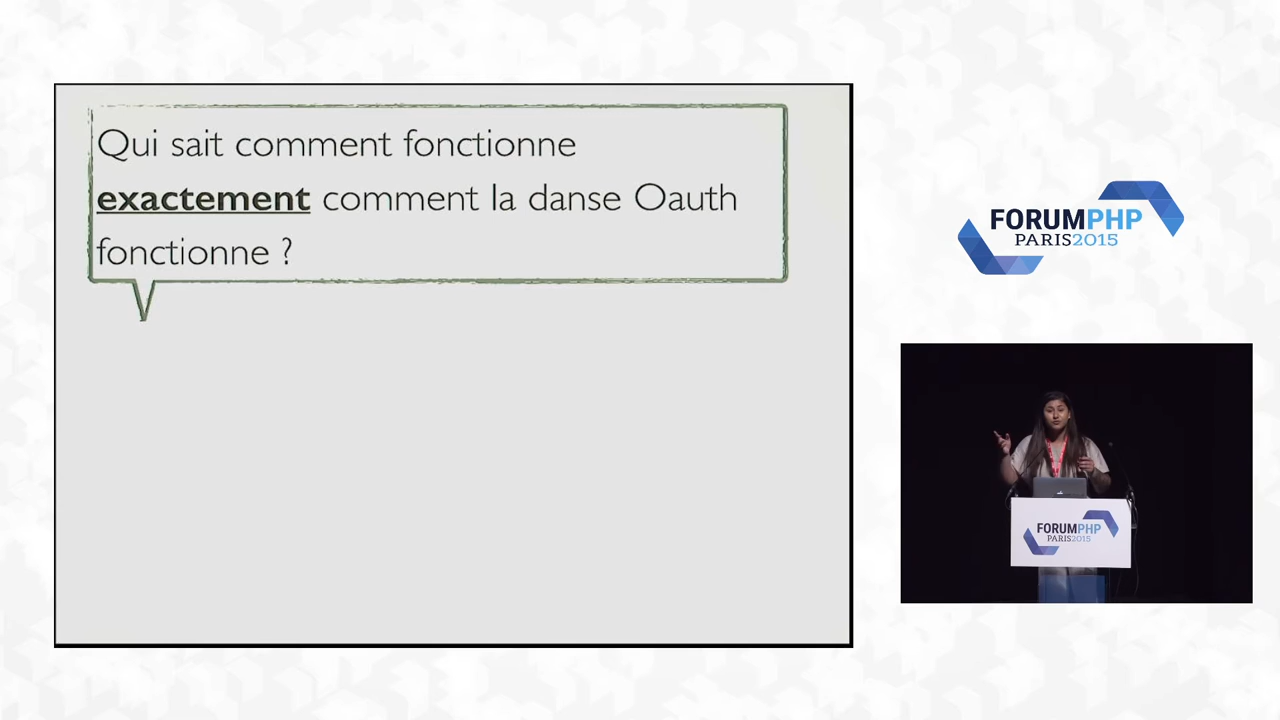 Qui sait comment fonctionne
exactement comment la danse Oauth
fonctionne ?
FORUMPHP
PARIS2015
FORUMPHP
PARIS2015